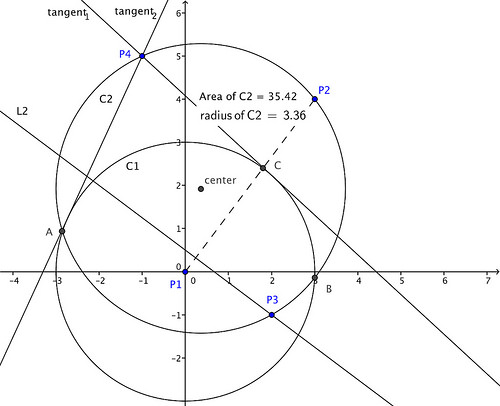 tangent1 tangent2 6
P4 5
C2 Area of C2 = 35.42 4 P2
L2 radius of C2 = 3.36
C1 3
C
2 center
A 1
-4 -3 -2 -1 0 0 1 2 3 4 5 6 7
P1 B
P3
-1
-2